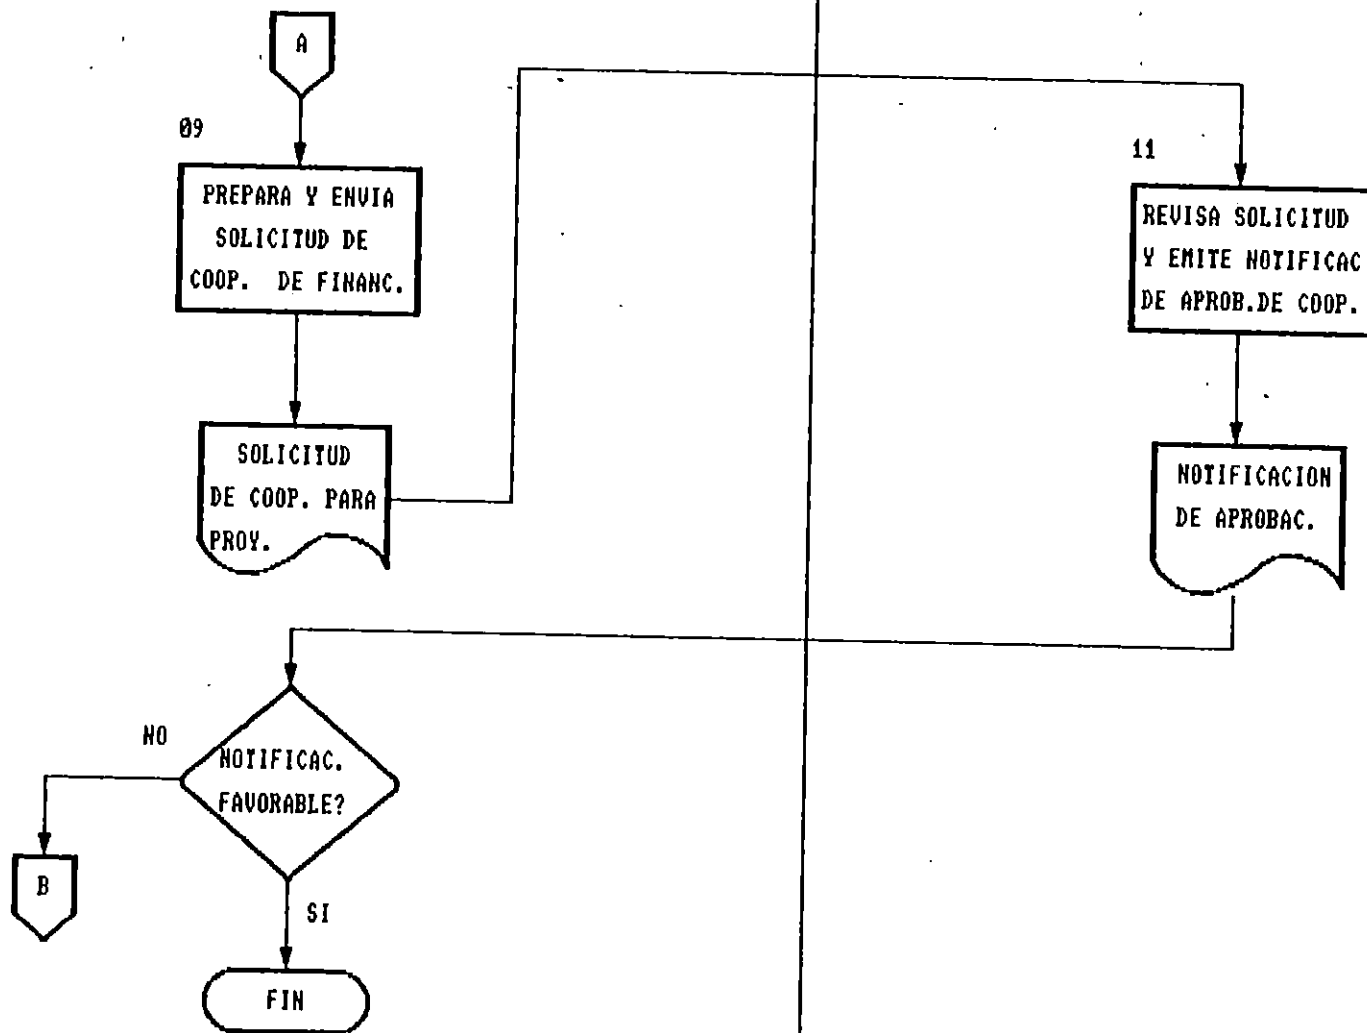 A
09
PREPARA Y ENVIA
SOLICITUD DE
COOP. DE FINANC.
SOLICITUD
DE COOP. PARA
PROY.
11
REVISA SOLICITUD
Y EMITE NOTIFICAC
DE APROB.DE COOP.
NOTIFICACION
DE APROBAC.
NOTIFICAC.
FAVORABLE?
NO
B
SI
FIN